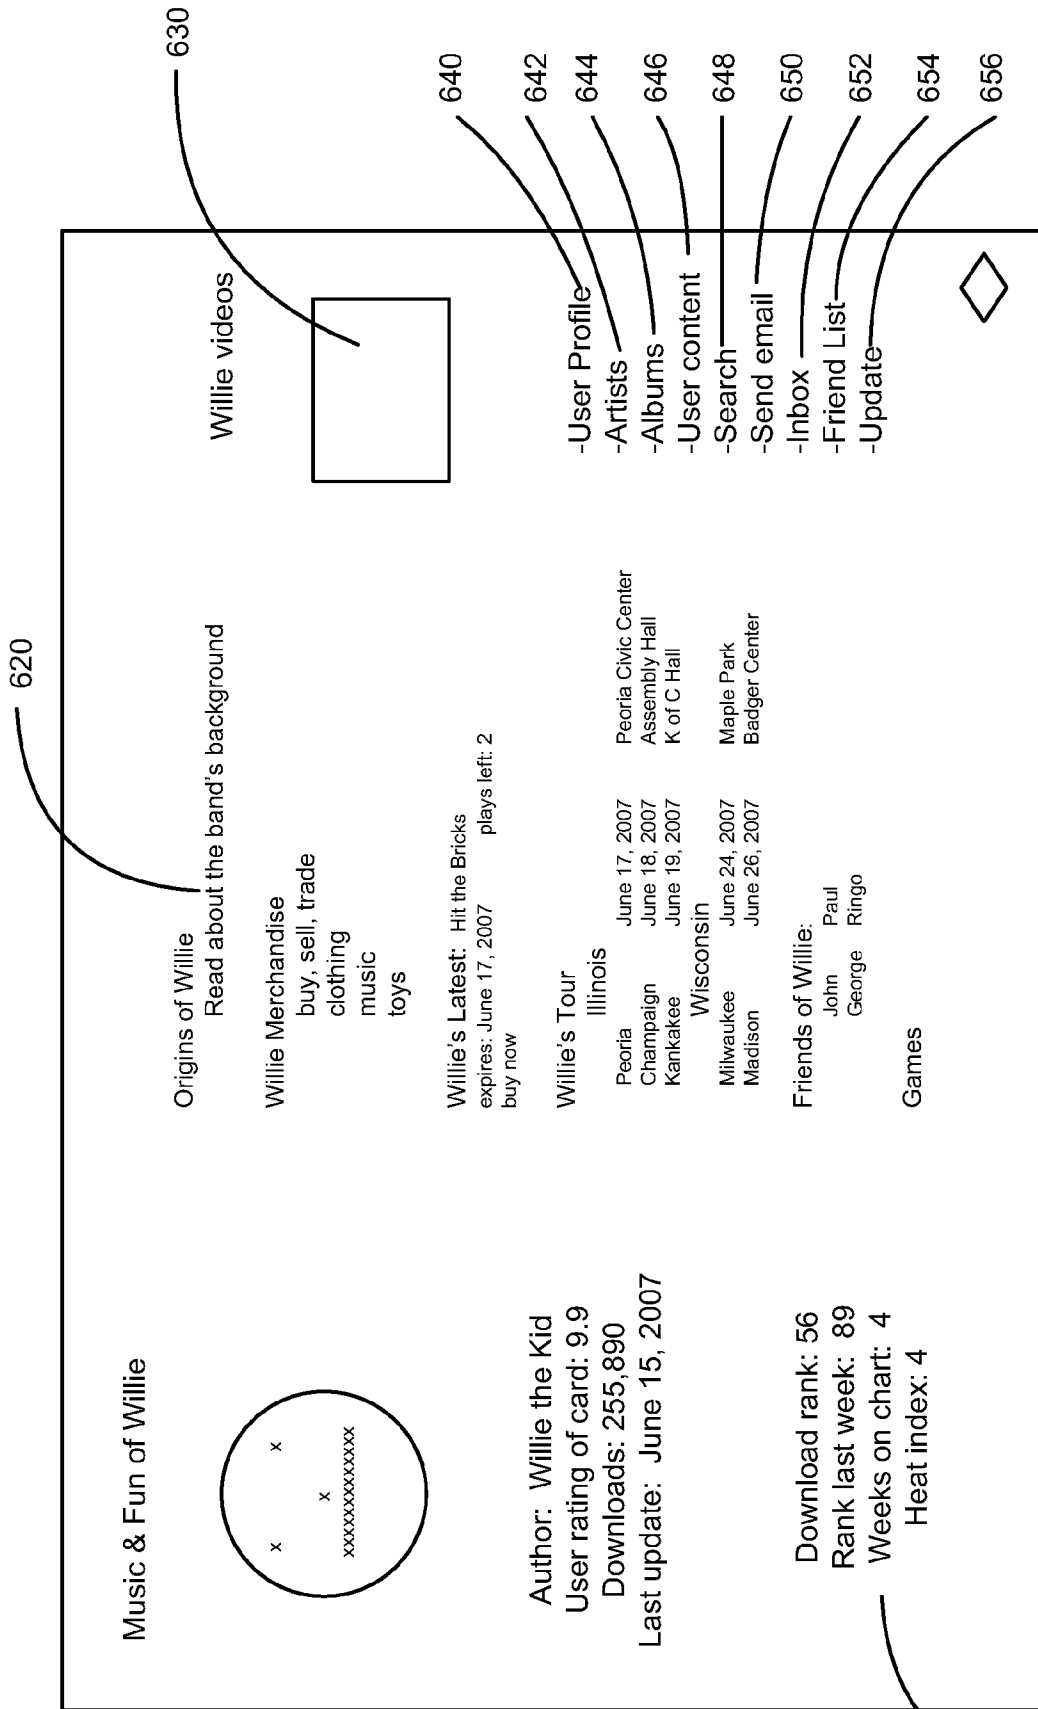 620
630
Music & Fun of Willie
x x
x
xxxxxxxxxxxxx
Author: Willie the Kid
User rating of card: 9.9
Downloads: 255,890
Last update: June 15, 2007
Download rank: 56
Rank last week: 89
Weeks on chart: 4
Heat index: 4
Origins of Willie
Read about the band's background
Willie Merchandise
buy, sell, trade
clothing
music
toys
Willie's Latest: Hit the Bricks
expires: June 17, 2007 plays left: 2
buy now
Willie's Tour
Illinois
Peoria June 17, 2007 Peoria Civic Center
Champaign June 18, 2007 Assembly Hall
Kankakee June 19, 2007 K of C Hall
Wisconsin
Milwaukee June 24, 2007 Maple Park
Madison June 26, 2007 Badger Center
Friends of Willie:
John Paul
George Ringo
Games
Willie videos
-User Profile 640
-Artists 642
-Albums 644
-User content 646
-Search 648
-Send email 650
-Inbox 652
-Friend List 654
-Update 656